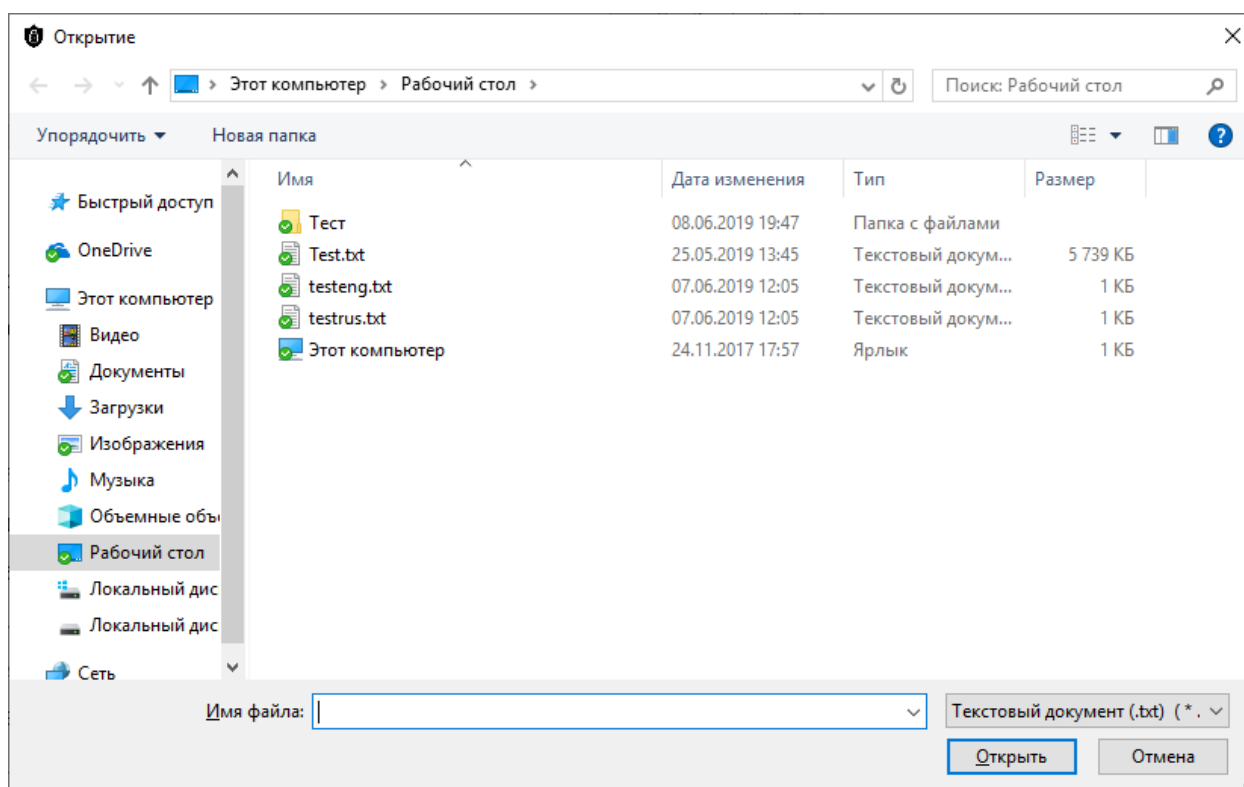 Открытие
Этот компьютер > Рабочий стол >
Поиск: Рабочий стол
Упорядочить
Новая папка
Имя Дата изменения Тип Размер
Быстрый доступ
OneDrive
Этот компьютер
Видео
Документы
Загрузки
Изображения
Музыка
Объемные объ
Рабочий стол
Локальный дис
Локальный дис
Сеть
Тест 08.06.2019 19:47 Папка с файлами
Test.txt 25.05.2019 13:45 Текстовый докум... 5 739 КБ
testeng.txt 07.06.2019 12:05 Текстовый докум... 1 КБ
testrus.txt 07.06.2019 12:05 Текстовый докум... 1 КБ
Этот компьютер 24.11.2017 17:57 Ярлык 1 КБ
Имя файла:
Текстовый документ (.txt) (*.
Открыть
Отмена